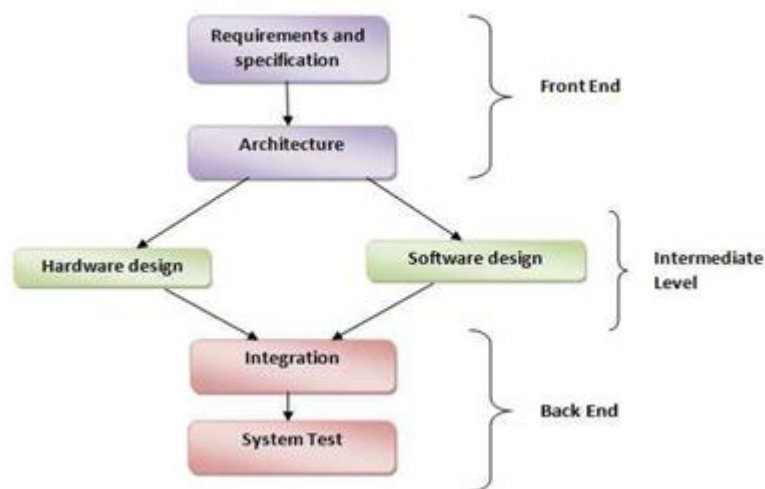 Requirements and
specification
Front End
Architecture
Hardware design
Software design
Intermediate
Level
Integration
Back End
System Test